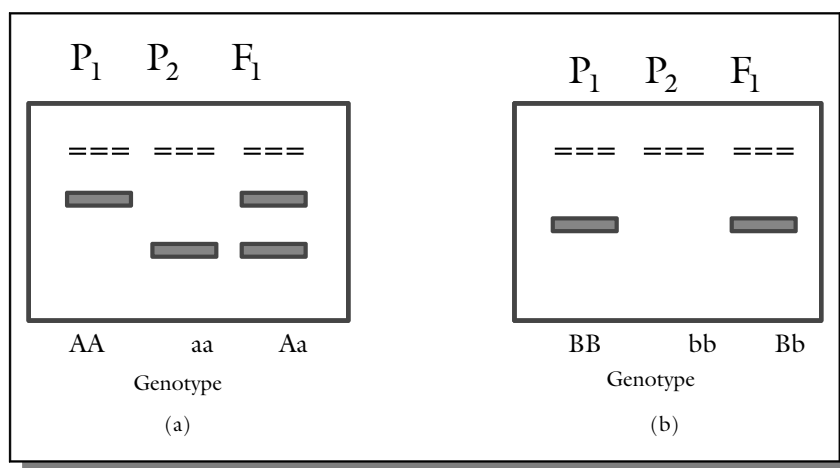 P₁ P₂ F₁
=== === ===
AA aa Aa
Genotype
(a)
P₁ P₂ F₁
=== === ===
BB bb Bb
Genotype
(b)